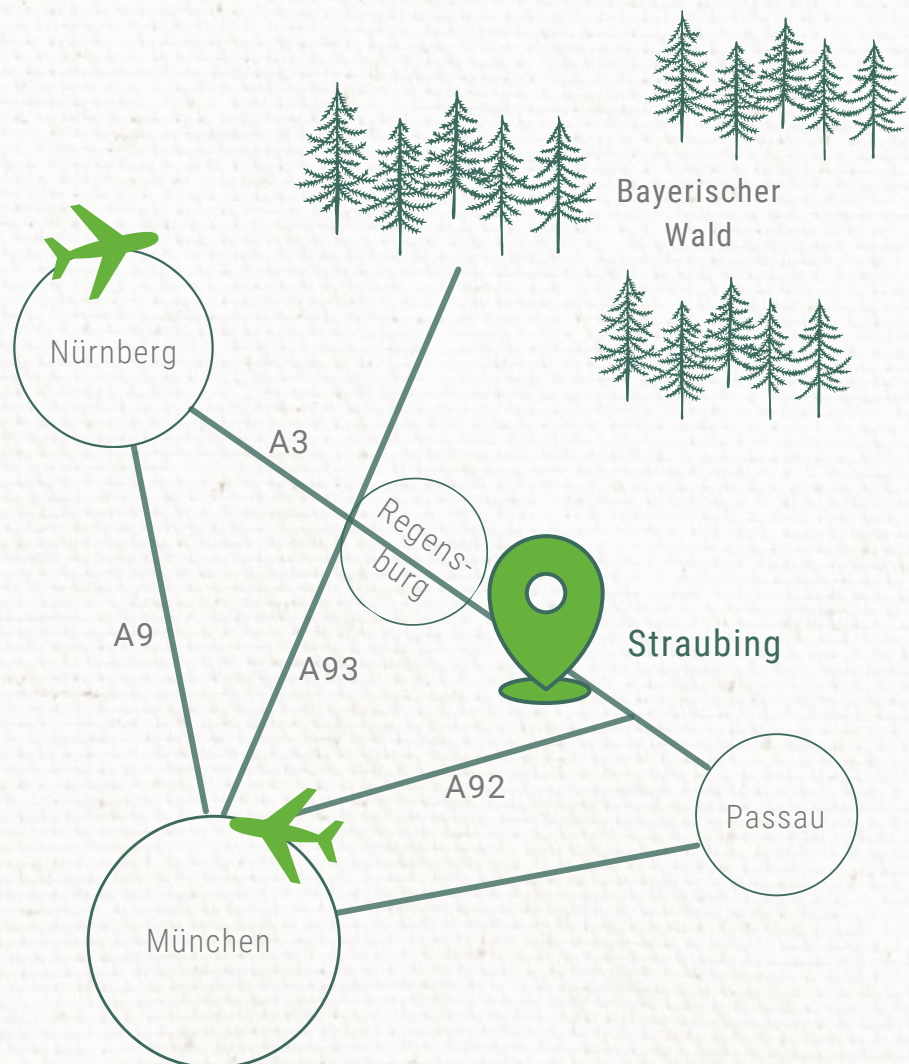 Bayerischer
Wald
Nürnberg
A3
Regens-
burg
A9
Straubing
A93
A92
Passau
München